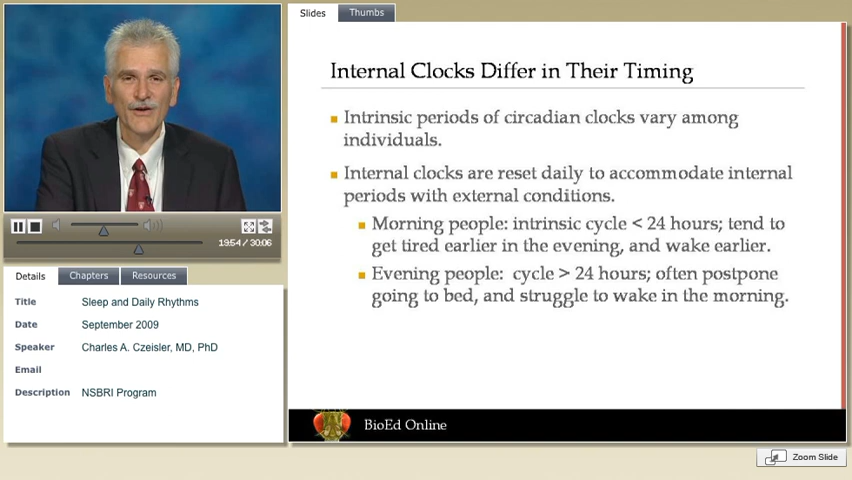 Slides Thumbs
Internal Clocks Differ in Their Timing
Intrinsic periods of circadian clocks vary among
individuals.
Internal clocks are reset daily to accommodate internal
periods with external conditions.
Morning people: intrinsic cycle < 24 hours; tend to
get tired earlier in the evening, and wake earlier.
Evening people: cycle > 24 hours; often postpone
going to bed, and struggle to wake in the morning.
BioEd Online
Zoom Slide
19:54 / 30:06
Details Chapters Resources
Title Sleep and Daily Rhythms
Date September 2009
Speaker Charles A. Czeisler, MD, PhD
Email
Description NSBRI Program